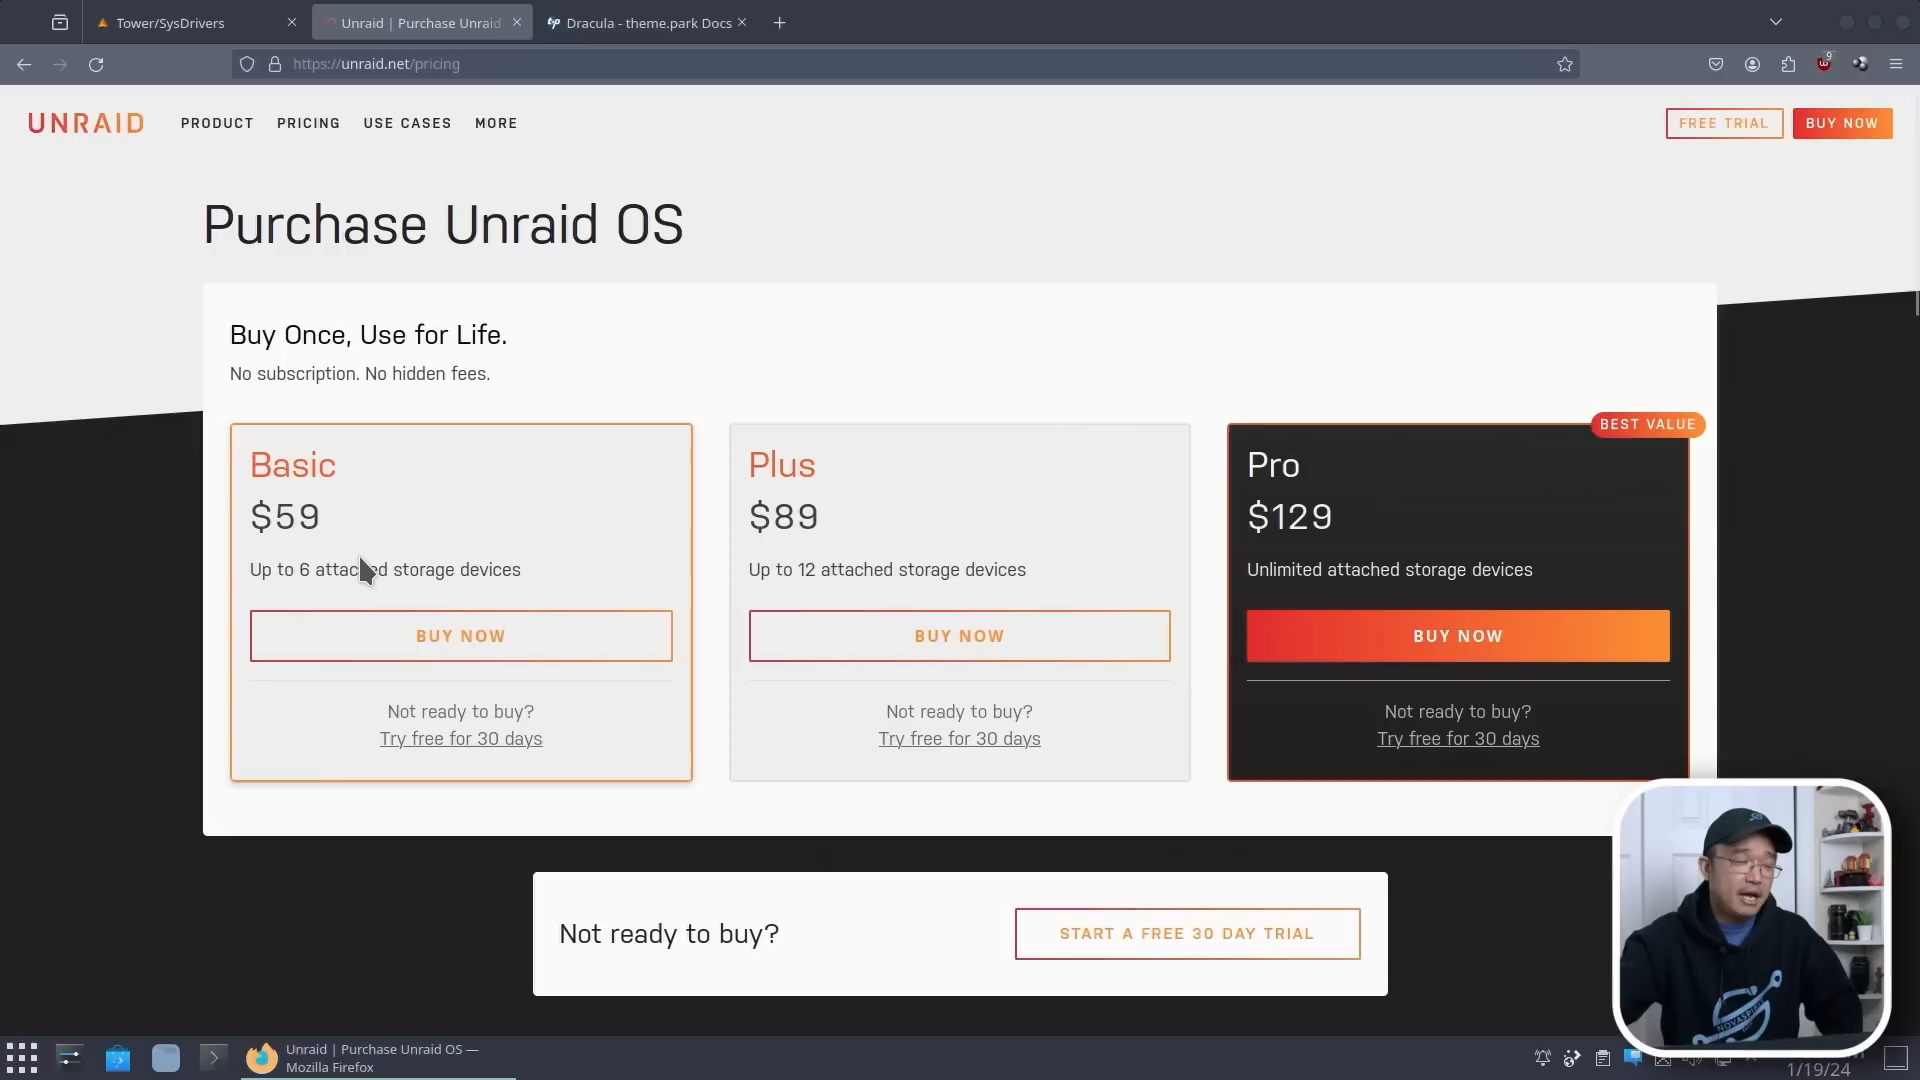 Tower/SysDrivers
Unraid | Purchase Unraid
Dracula - theme.park Docs
https://unraid.net/pricing
9
UNRAID
PRODUCT
PRICING
USE CASES
MORE
FREE TRIAL
BUY NOW
Purchase Unraid OS
Buy Once, Use for Life.
No subscription. No hidden fees.
BEST VALUE
Basic
$59
Up to 6 attached storage devices
BUY NOW
Not ready to buy?
Try free for 30 days
Plus
$89
Up to 12 attached storage devices
BUY NOW
Not ready to buy?
Try free for 30 days
Pro
$129
Unlimited attached storage devices
BUY NOW
Not ready to buy?
Try free for 30 days
Not ready to buy?
START A FREE 30 DAY TRIAL
NOVASPIRIT
Unraid | Purchase Unraid OS —
Mozilla Firefox
1/19/24